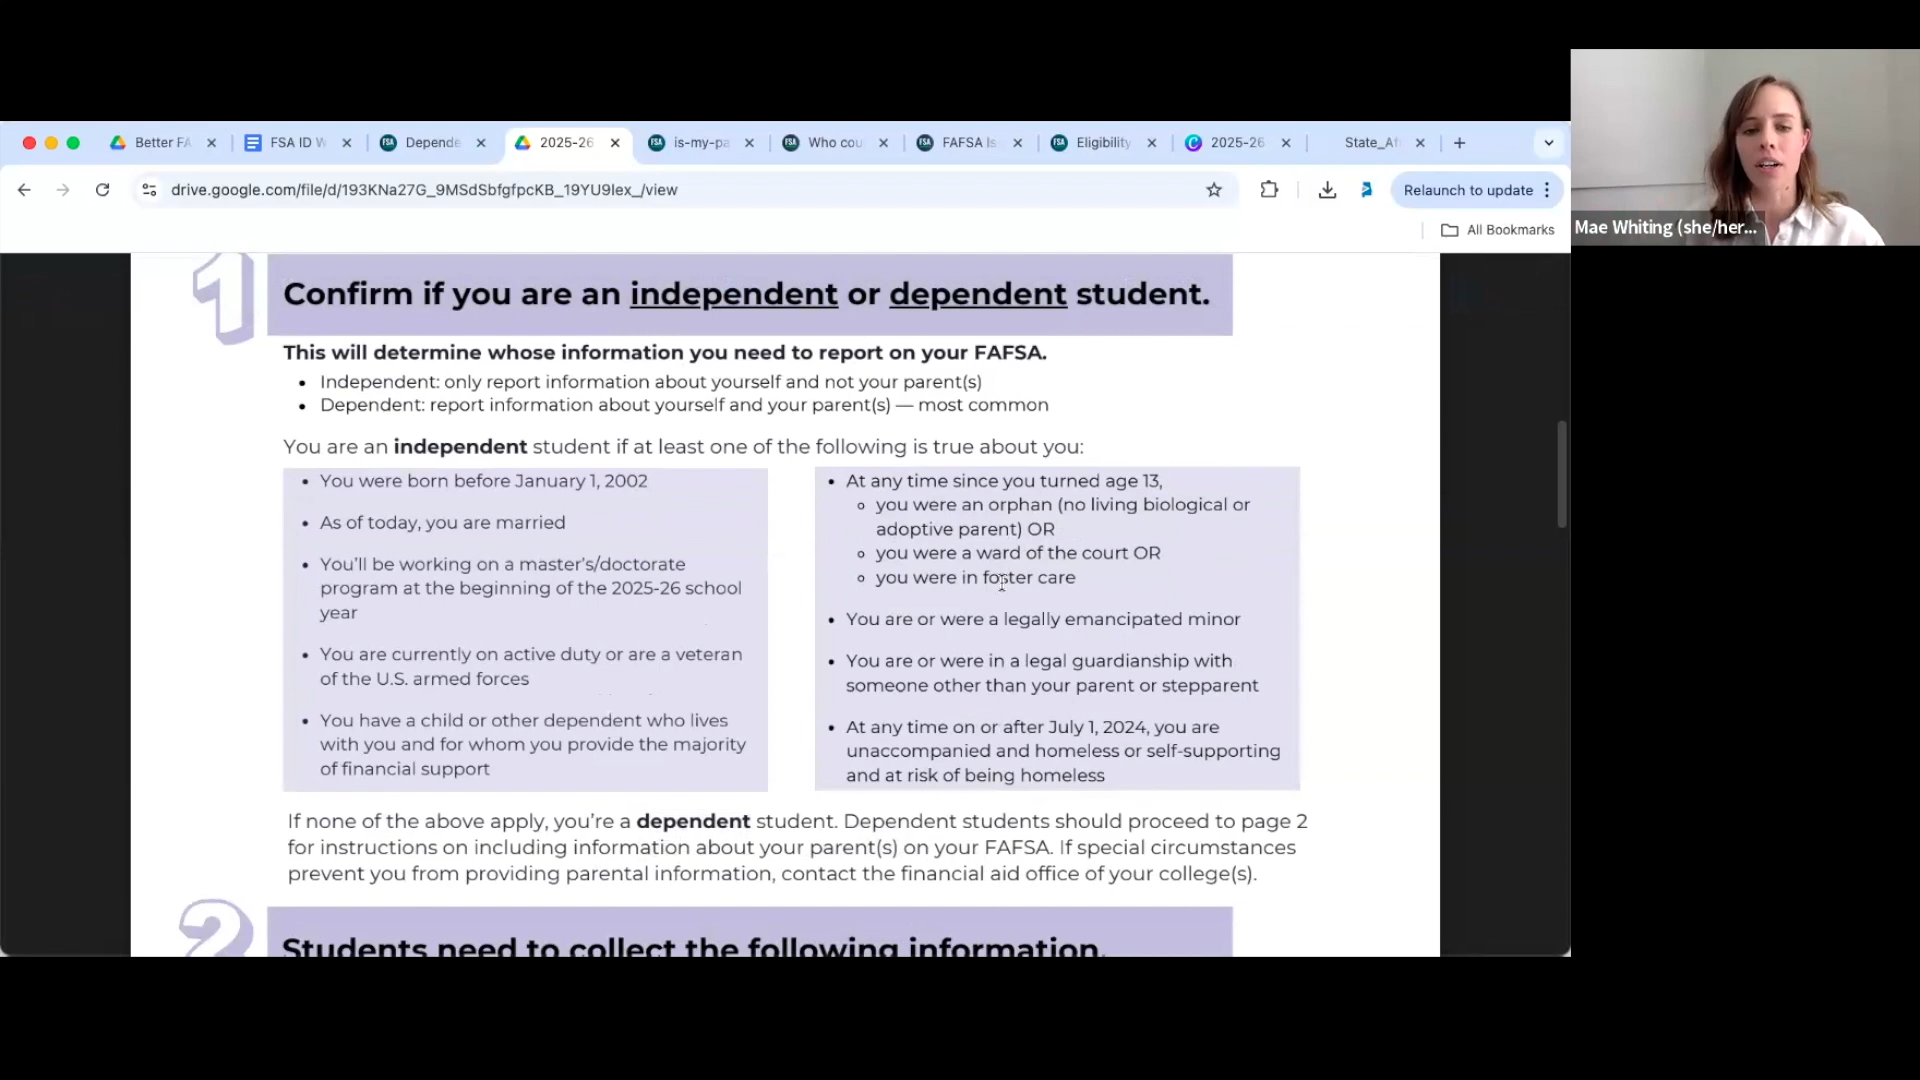 Better FA
FSA ID W
Depende
2025-26
is-my-pa
Who cou
FAFSA Is
Eligibility
2025-26
State_Af
drive.google.com/file/d/193KNa27G_9MSdSbfgfpcKB_19YU9Iex_/view
Relaunch to update
All Bookmarks
Mae Whiting (she/her...
1
Confirm if you are an independent or dependent student.
This will determine whose information you need to report on your FAFSA.
• Independent: only report information about yourself and not your parent(s)
• Dependent: report information about yourself and your parent(s) — most common
You are an independent student if at least one of the following is true about you:
• You were born before January 1, 2002
• As of today, you are married
• You'll be working on a master's/doctorate
program at the beginning of the 2025-26 school
year
• You are currently on active duty or are a veteran
of the U.S. armed forces
• You have a child or other dependent who lives
with you and for whom you provide the majority
of financial support
• At any time since you turned age 13,
◦ you were an orphan (no living biological or
adoptive parent) OR
◦ you were a ward of the court OR
◦ you were in foster care
• You are or were a legally emancipated minor
• You are or were in a legal guardianship with
someone other than your parent or stepparent
• At any time on or after July 1, 2024, you are
unaccompanied and homeless or self-supporting
and at risk of being homeless
If none of the above apply, you're a dependent student. Dependent students should proceed to page 2
for instructions on including information about your parent(s) on your FAFSA. If special circumstances
prevent you from providing parental information, contact the financial aid office of your college(s).
2
Students need to collect the following information.